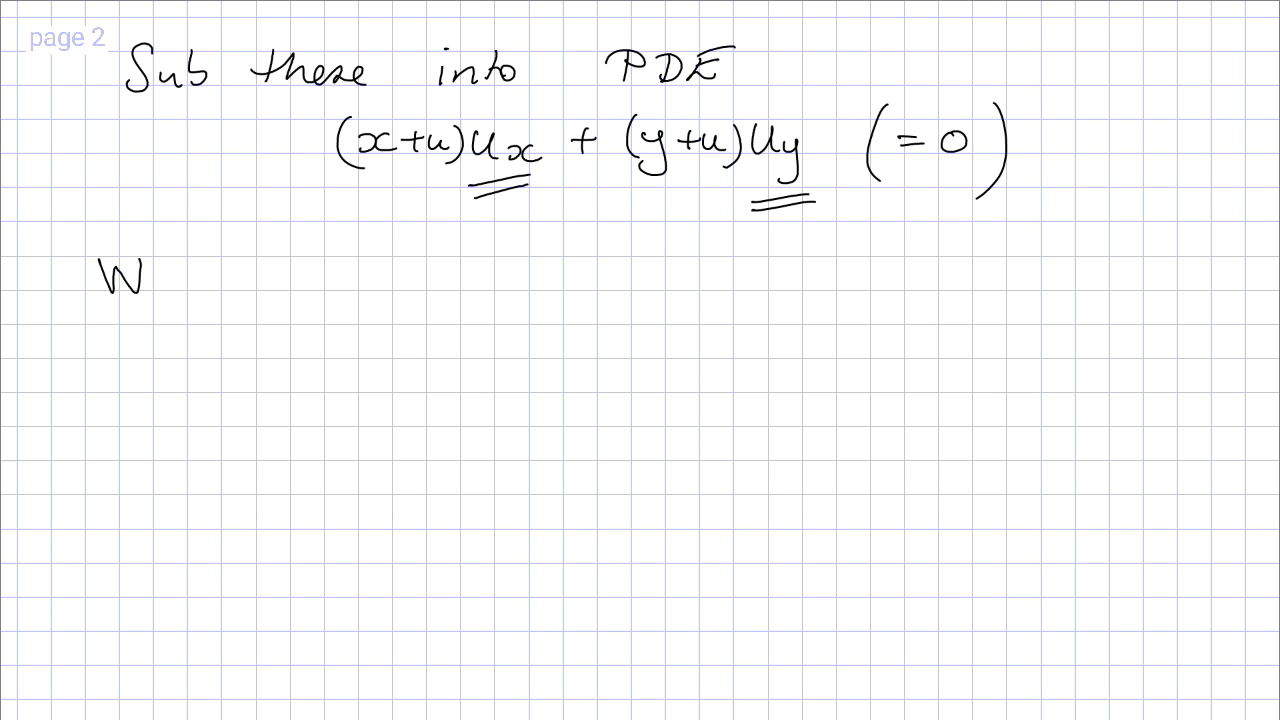 page 2
Sub these into PDE
(x+u)ux + (y+u)uy (= 0)
W